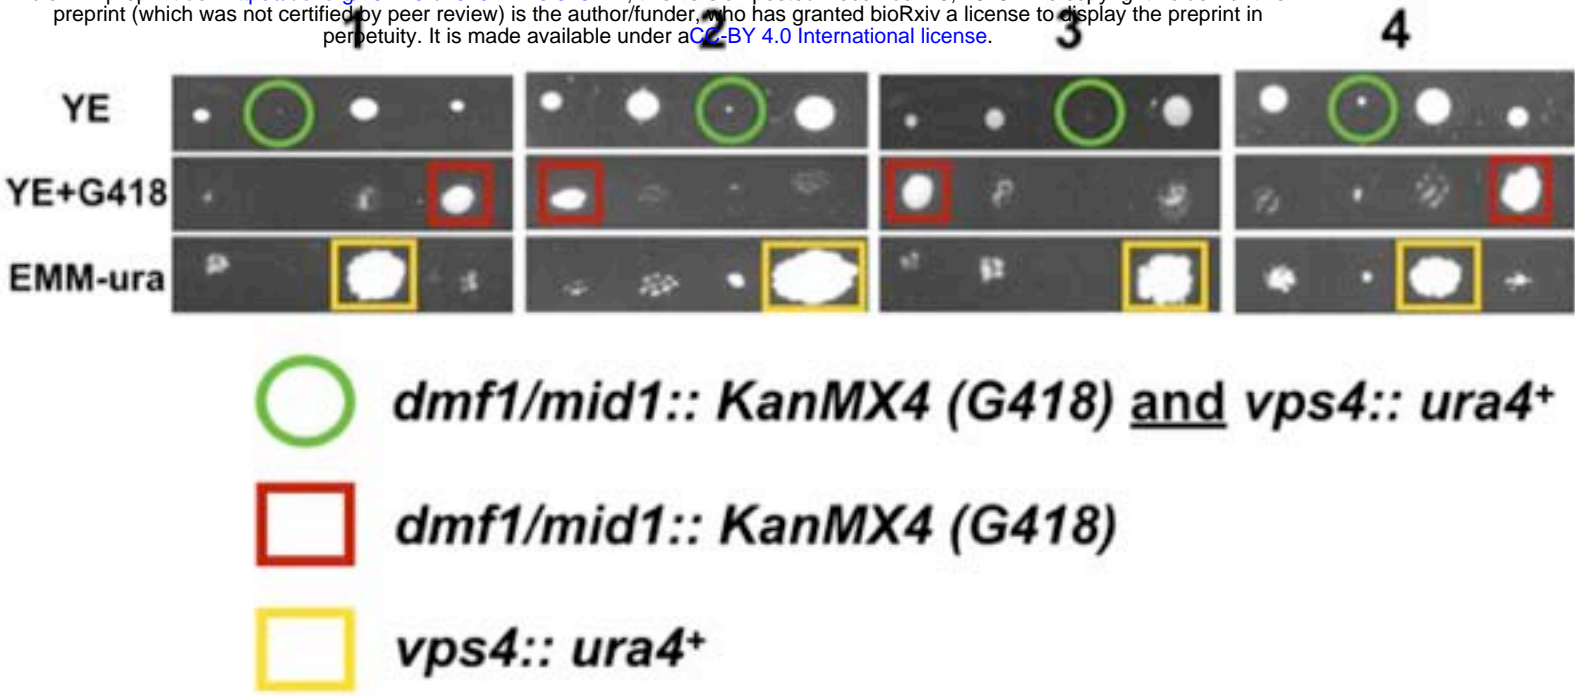 preprint (which was not certified by peer review) is the author/funder, who has granted bioRxiv a license to display the preprint in
perpetuity. It is made available under aCC-BY 4.0 International license.
1 2 3 4
YE
YE+G418
EMM-ura
dmf1/mid1:: KanMX4 (G418) and vps4:: ura4+
dmf1/mid1:: KanMX4 (G418)
vps4:: ura4+